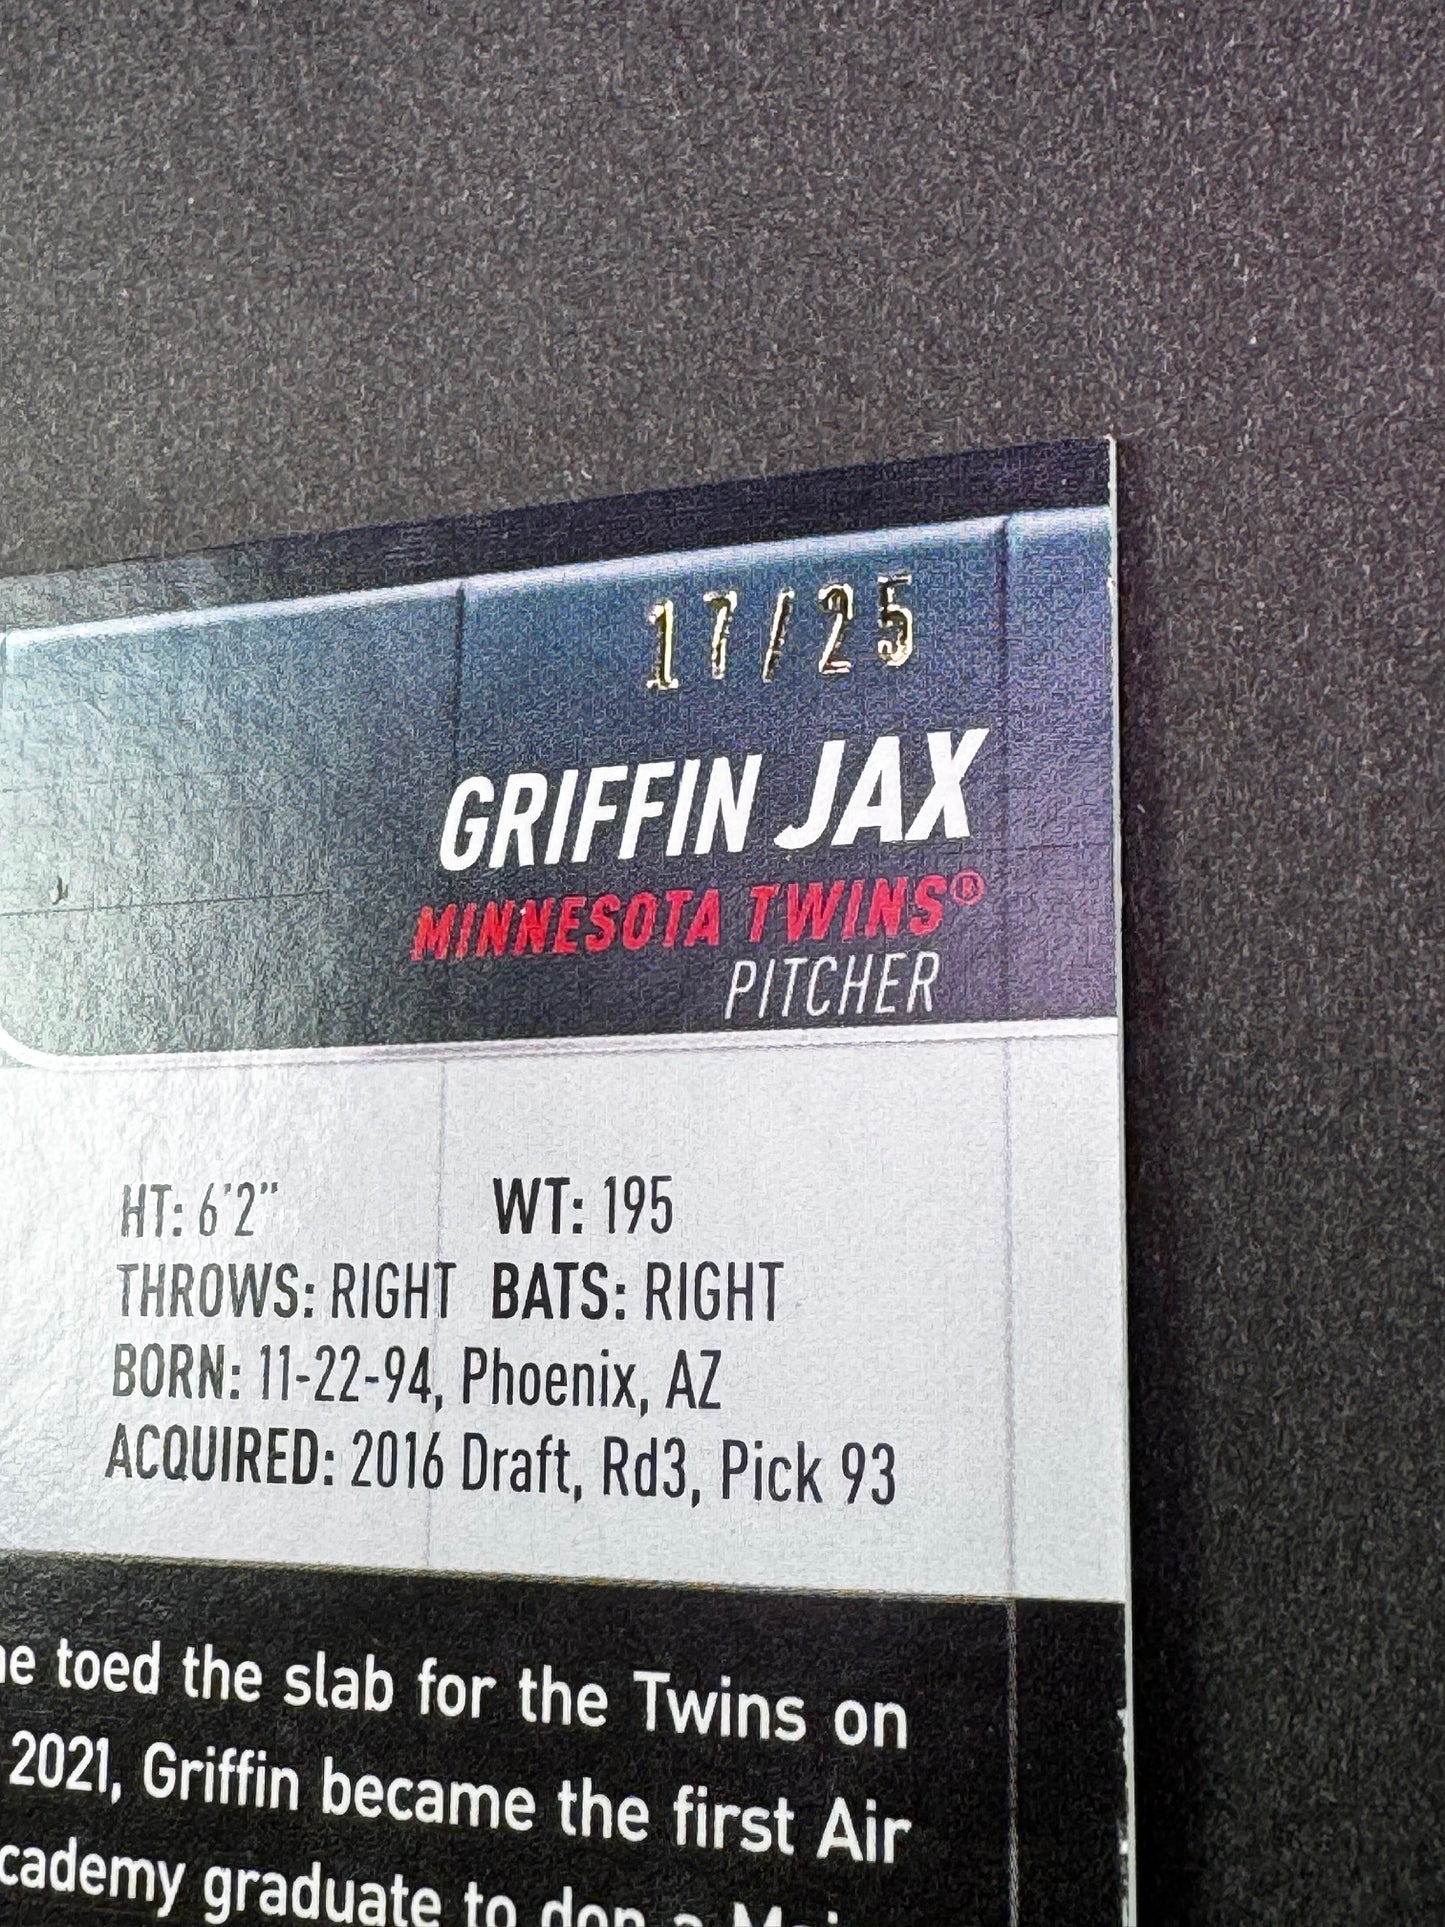 17/25
GRIFFIN JAX
MINNESOTA TWINS®
PITCHER
HT: 6'2" WT: 195
THROWS: RIGHT BATS: RIGHT
BORN: 11-22-94, Phoenix, AZ
ACQUIRED: 2016 Draft, Rd3, Pick 93
toed the slab for the Twins on
2021, Griffin became the first Air
graduate to don a